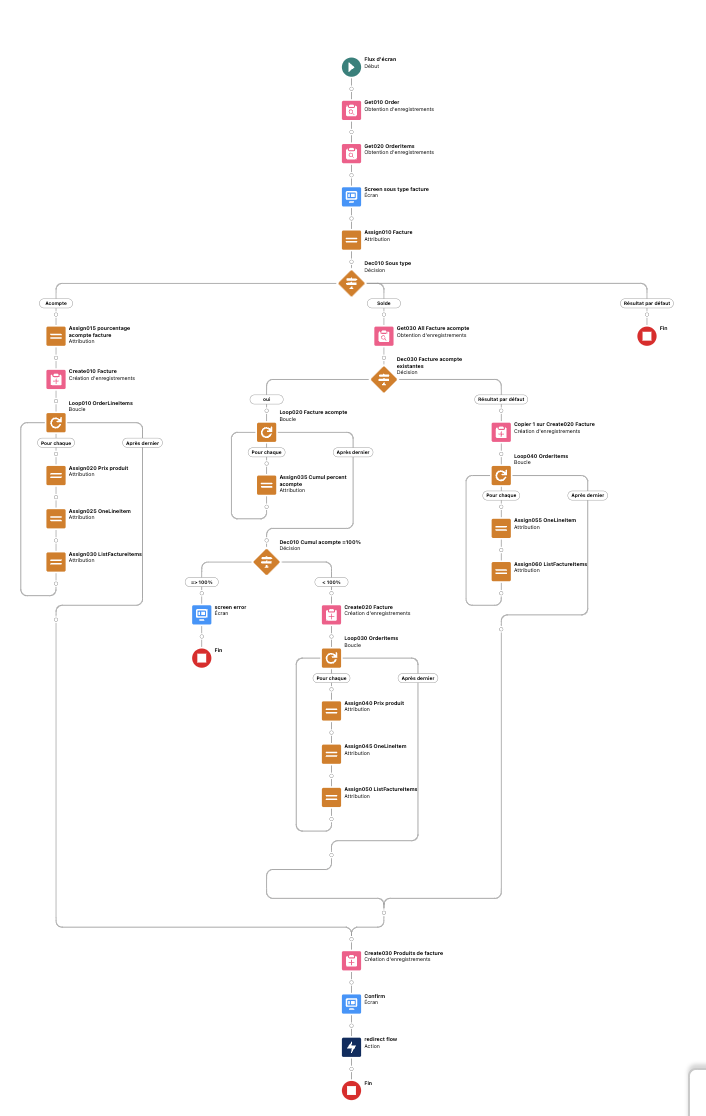 Flux d'écran
Début
Get010 Order
Obtention d'enregistrements
Get020 OrderItems
Obtention d'enregistrements
Screen sous type facture
Écran
Assign010 Facture
Attribution
Dec010 Sous type
Décision
Acompte
Solde
Résultat par défaut
Assign015 pourcentage
acompte facture
Attribution
Get030 All Facture acompte
Obtention d'enregistrements
Fin
Dec030 Facture acompte
existantes
Décision
Create010 Facture
Création d'enregistrements
Loop010 OrderLineItems
Boucle
oui
Résultat par défaut
Loop020 Facture acompte
Boucle
Copier 1 sur Create020 Facture
Création d'enregistrements
Pour chaque
Après dernier
Pour chaque
Après dernier
Loop040 OrderItems
Boucle
Assign020 Prix produit
Attribution
Assign035 Cumul percent
acompte
Attribution
Pour chaque
Après dernier
Assign025 OneLineItem
Attribution
Assign055 OneLineItem
Attribution
Assign030 ListFactureItems
Attribution
Dec010 Cumul acompte =100%
Décision
Assign060 ListFactureItems
Attribution
=> 100%
< 100%
screen error
Écran
Create020 Facture
Création d'enregistrements
Fin
Loop030 OrderItems
Boucle
Pour chaque
Après dernier
Assign040 Prix produit
Attribution
Assign045 OneLineItem
Attribution
Assign050 ListFactureItems
Attribution
Create030 Produits de facture
Création d'enregistrements
Confirm
Écran
redirect flow
Action
Fin